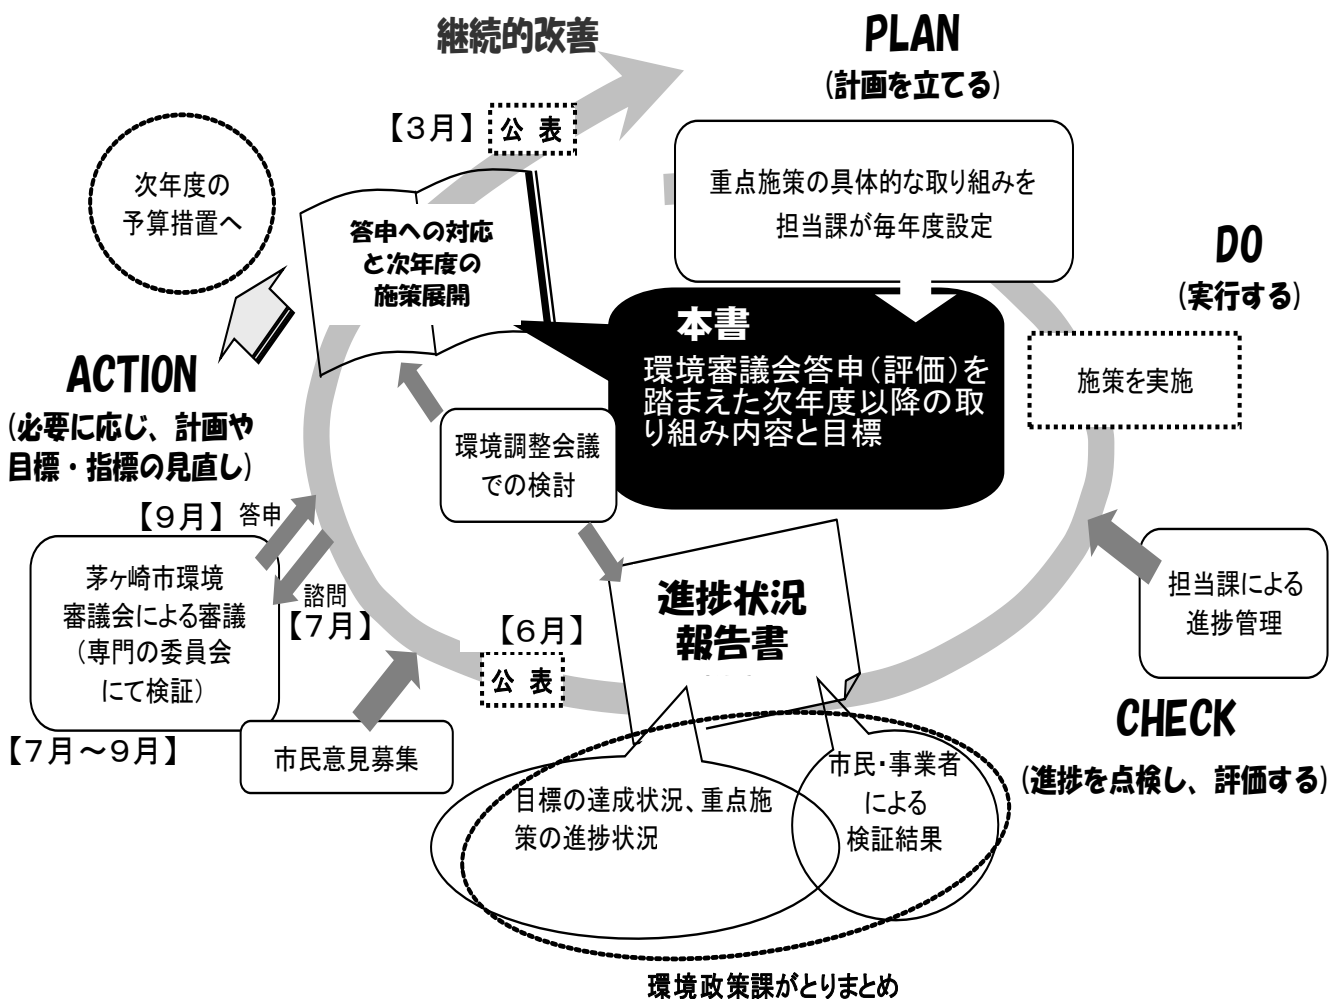 継続的改善
PLAN
(計画を立てる)
【3月】
公 表
重点施策の具体的な取り組みを
担当課が毎年度設定
次年度の
予算措置へ
答申への対応
と次年度の
施策展開
DO
(実行する)
施策を実施
本書
環境審議会答申(評価)を
踏まえた次年度以降の取
り組み内容と目標
ACTION
(必要に応じ、計画や
目標・指標の見直し)
環境調整会議
での検討
【9月】 答申
茅ヶ崎市環境
審議会による審議
(専門の委員会
にて検証)
諮問
【7月】
【7月~9月】
市民意見募集
【6月】
公 表
進捗状況
報告書
担当課による
進捗管理
CHECK
(進捗を点検し、評価する)
目標の達成状況、重点施
策の進捗状況
市民・事業者
による
検証結果
環境政策課がとりまとめ